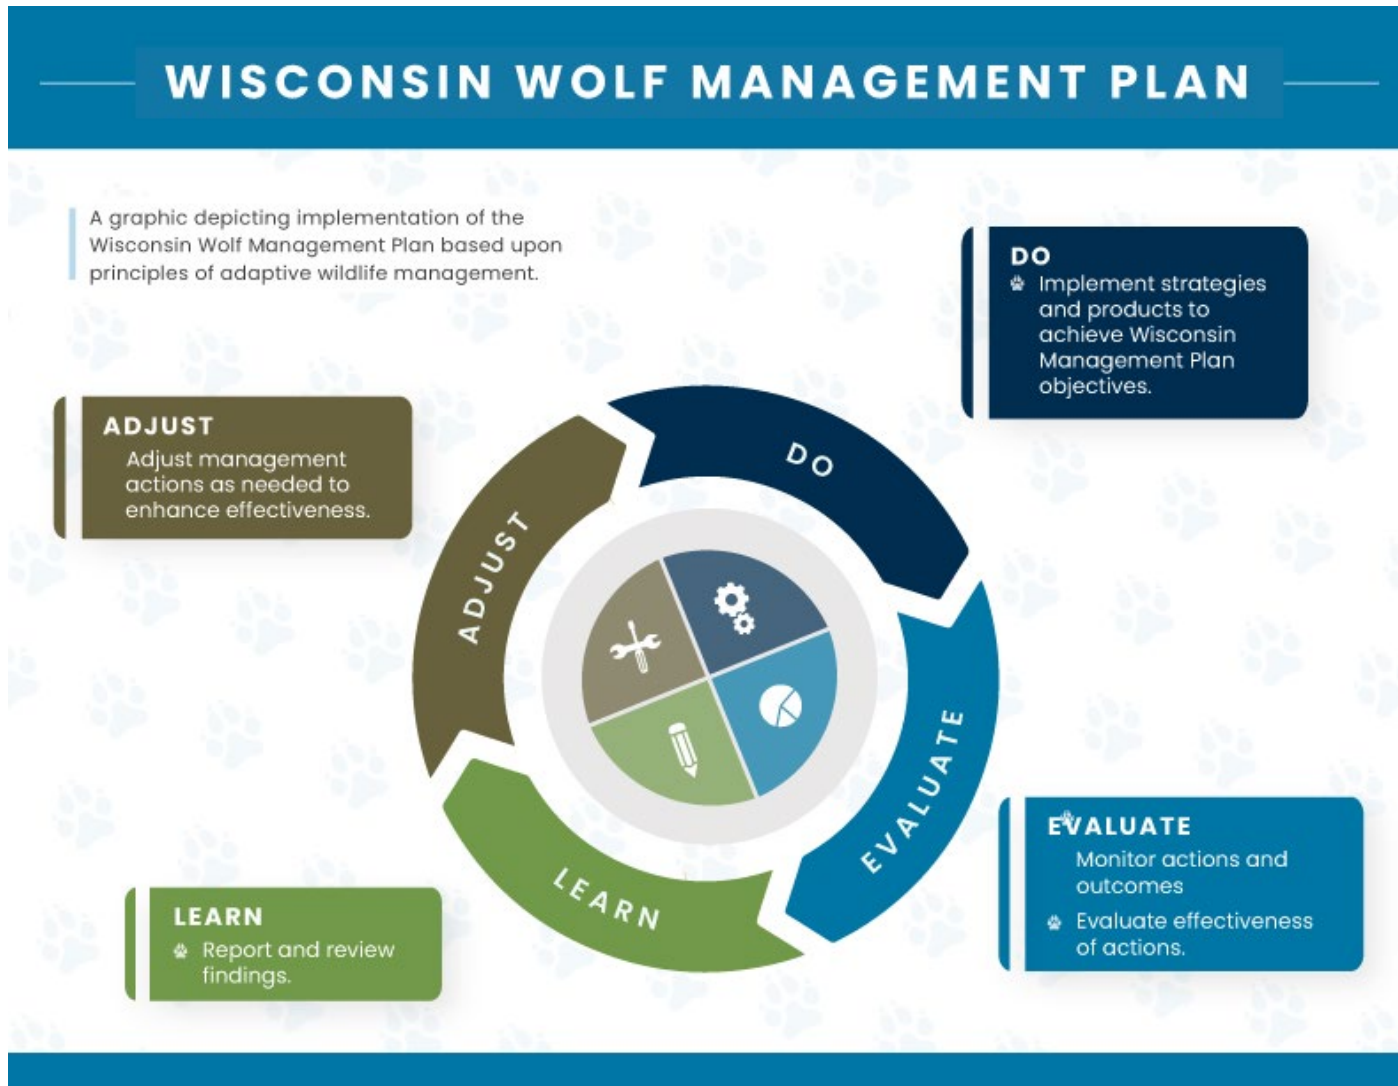 WISCONSIN WOLF MANAGEMENT PLAN
A graphic depicting implementation of the
Wisconsin Wolf Management Plan based upon
principles of adaptive wildlife management.
DO
Implement strategies
and products to
achieve Wisconsin
Management Plan
objectives.
ADJUST
Adjust management
actions as needed to
enhance effectiveness.
DO
ADJUST
EVALUATE
LEARN
EVALUATE
Monitor actions and
outcomes
Evaluate effectiveness
of actions.
LEARN
Report and review
findings.